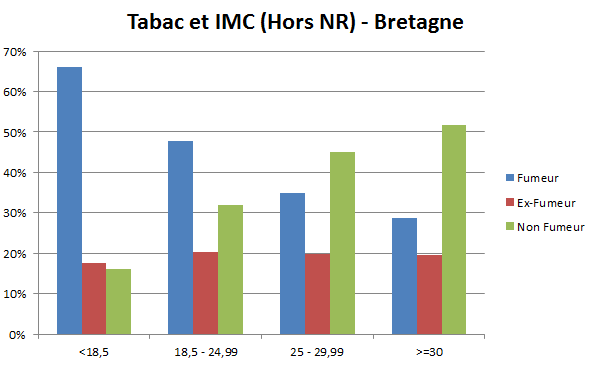 Tabac et IMC (Hors NR) - Bretagne
70%
60%
50%
40%
30%
20%
10%
0%
<18,5
18,5 - 24,99
25 - 29,99
>=30
Fumeur
Ex-Fumeur
Non Fumeur